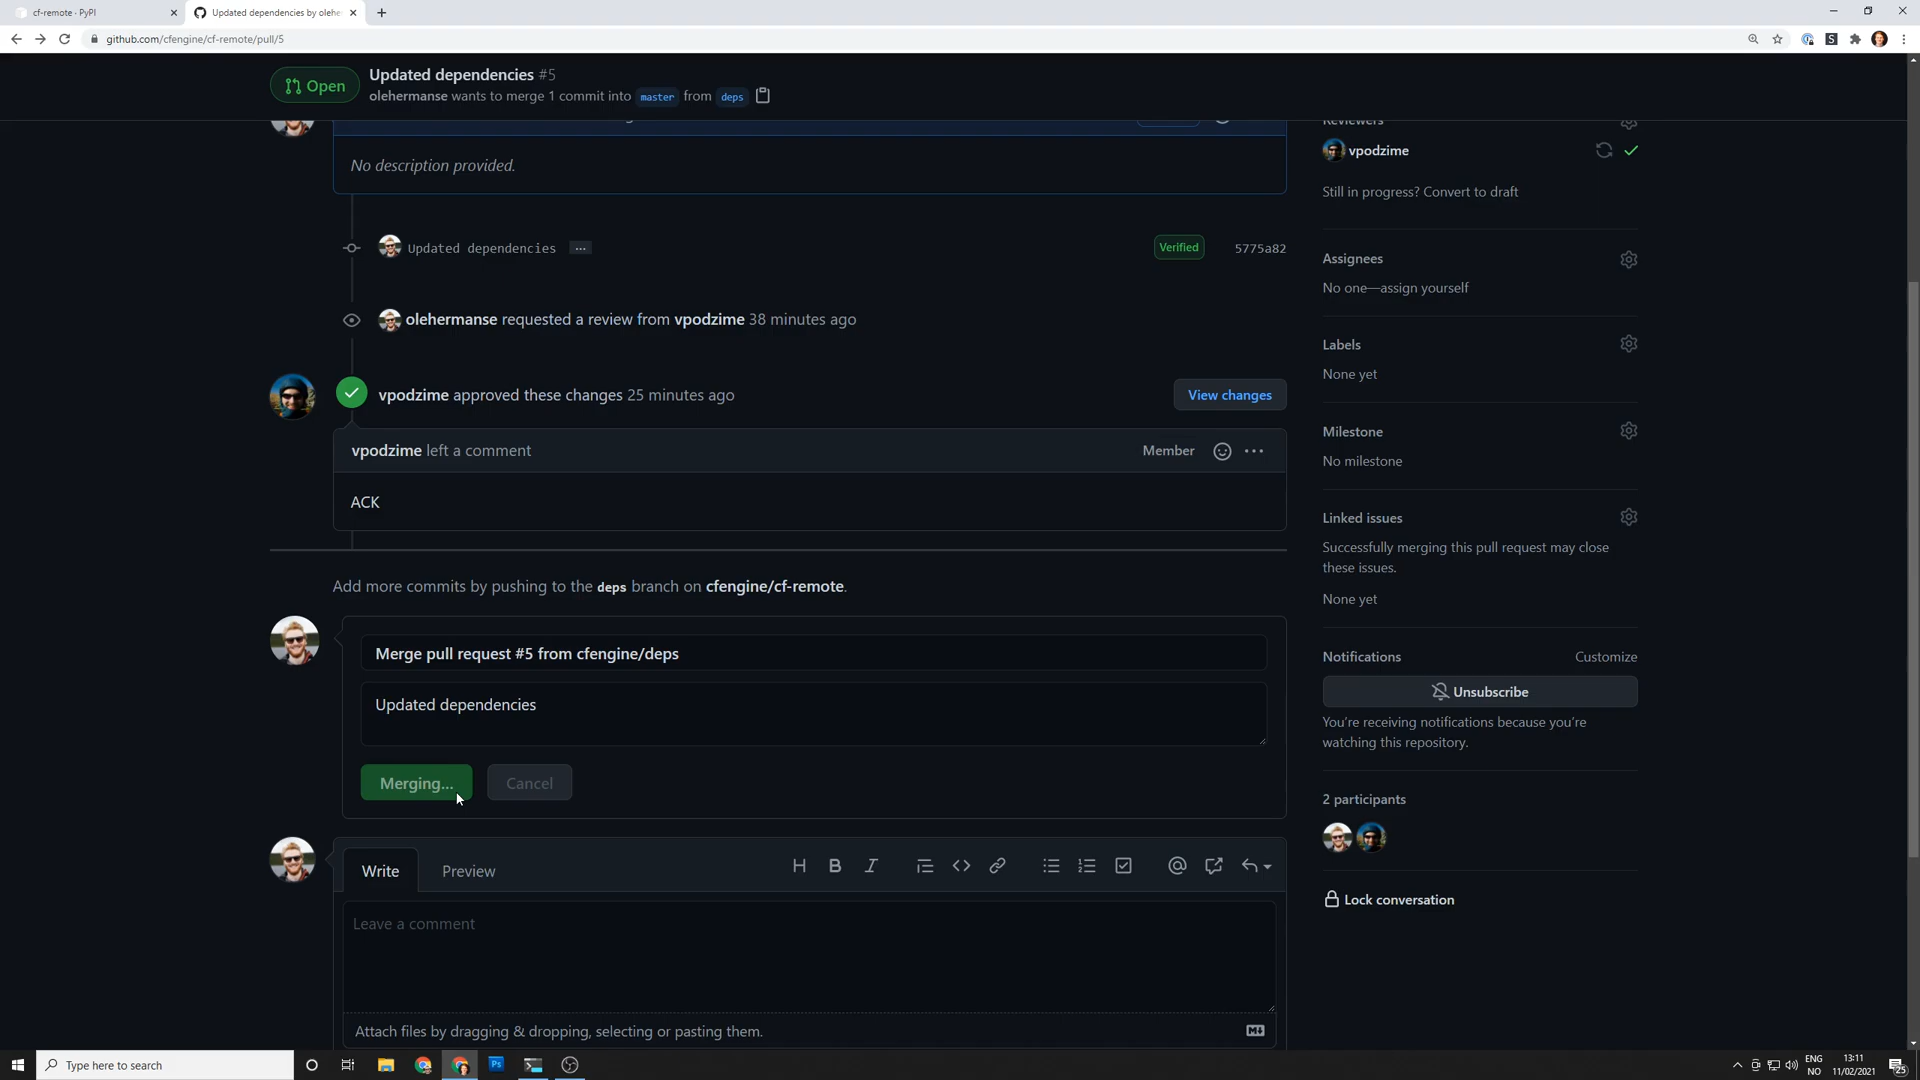 cf-remote · PyPI
Updated dependencies by olehe
github.com/cfengine/cf-remote/pull/5
Open
Updated dependencies #5
olehermanse wants to merge 1 commit into master from deps
Reviewers
No description provided.
vpodzime
Still in progress? Convert to draft
Updated dependencies ...
Verified
5775a82
Assignees
No one—assign yourself
olehermanse requested a review from vpodzime 38 minutes ago
Labels
None yet
vpodzime approved these changes 25 minutes ago
View changes
Milestone
No milestone
vpodzime left a comment
Member
ACK
Linked issues
Successfully merging this pull request may close
these issues.
None yet
Add more commits by pushing to the deps branch on cfengine/cf-remote.
Merge pull request #5 from cfengine/deps
Updated dependencies
Merging...
Cancel
Notifications
Customize
Unsubscribe
You're receiving notifications because you're
watching this repository.
2 participants
Lock conversation
Write
Preview
H B I
Leave a comment
Attach files by dragging & dropping, selecting or pasting them.
Type here to search
Ps
ENG
NO
13:11
11/02/2021
25